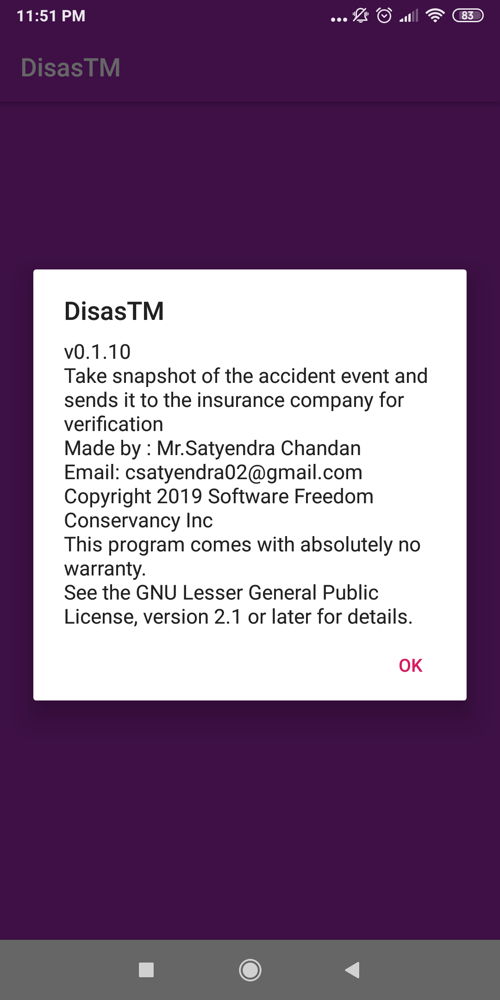 11:51 PM
83
DisasTM
DisasTM
v0.1.10
Take snapshot of the accident event and
sends it to the insurance company for
verification
Made by : Mr.Satyendra Chandan
Email: csatyendra02@gmail.com
Copyright 2019 Software Freedom
Conservancy Inc
This program comes with absolutely no
warranty.
See the GNU Lesser General Public
License, version 2.1 or later for details.
OK